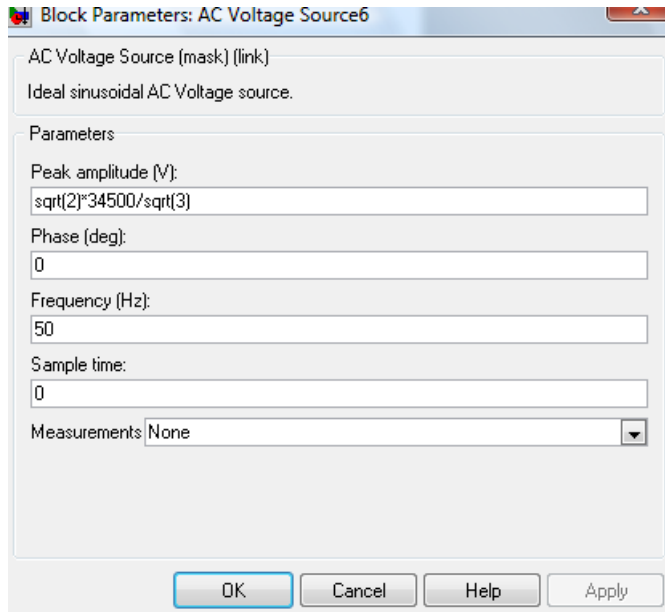 Block Parameters: AC Voltage Source6
AC Voltage Source (mask) (link)
Ideal sinusoidal AC Voltage source.
Parameters
Peak amplitude (V):
sqrt(2)*34500/sqrt(3)
Phase (deg):
0
Frequency (Hz):
50
Sample time:
0
Measurements None
OK Cancel Help Apply